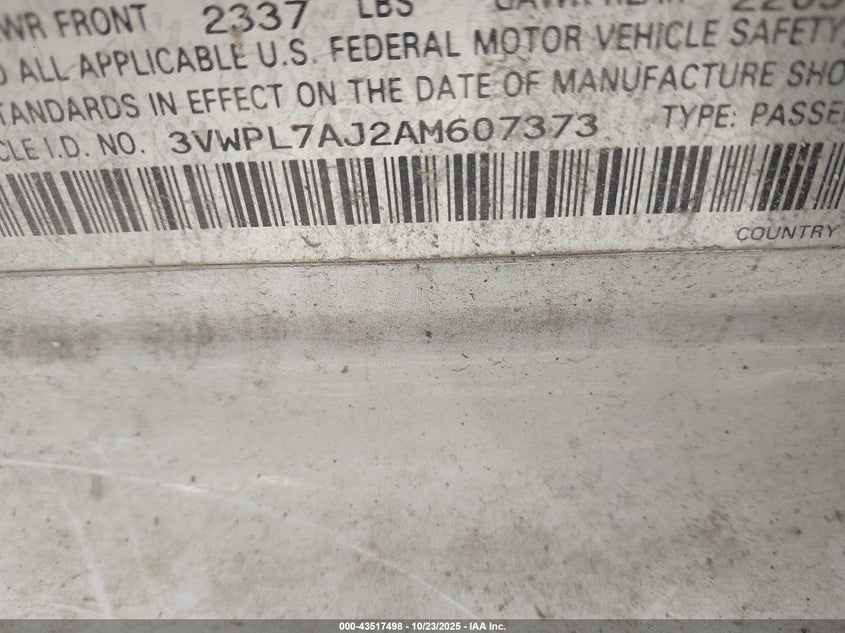 WR FRONT 2337 LBS
ALL APPLICABLE U.S. FEDERAL MOTOR VEHICLE SAFETY
TANDARDS IN EFFECT ON THE DATE OF MANUFACTURE SHO
CLE I.D. NO. 3VWPL7AJ2AM607373 TYPE: PASSE
COUNTRY
000-43517498 - 10/23/2025 - IAA Inc.